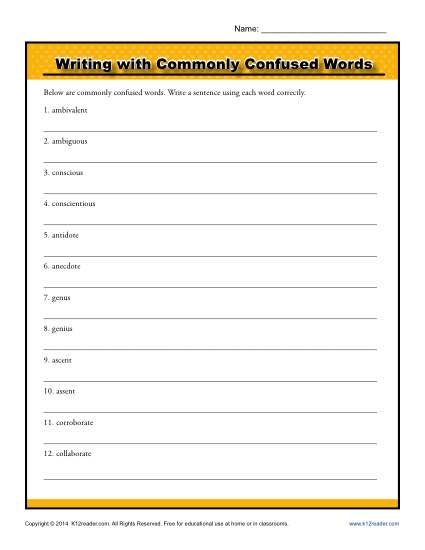 Name: ______________________________
Writing with Commonly Confused Words
Below are commonly confused words. Write a sentence using each word correctly.
1. ambivalent
2. ambiguous
3. conscious
4. conscientious
5. antidote
6. anecdote
7. genus
8. genius
9. ascent
10. assent
11. corroborate
12. collaborate
Copyright © 2014 K12reader.com. All Rights Reserved. Free for educational use at home or in classrooms. www.k12reader.com